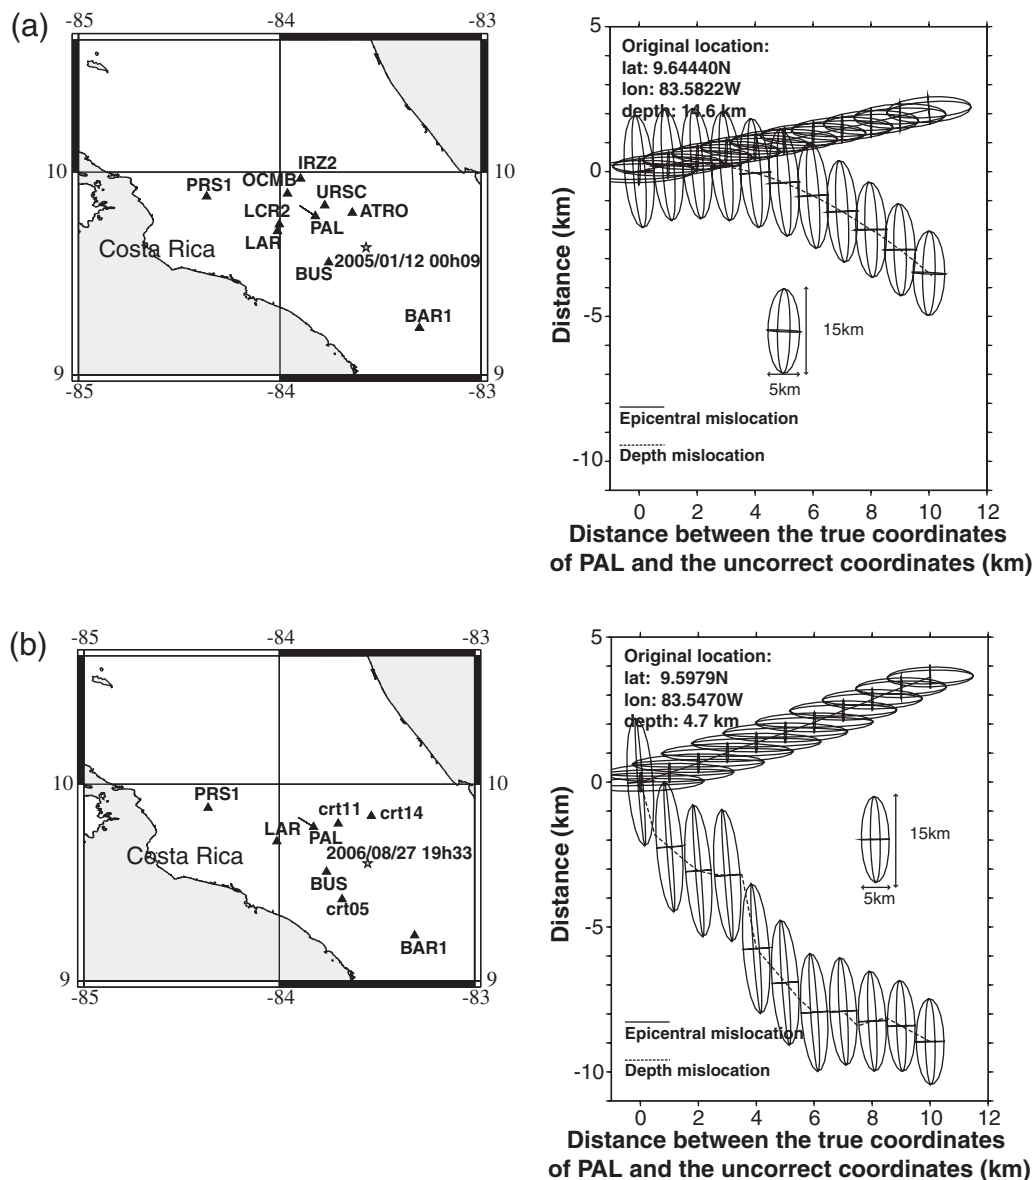 (a)
-85
-84
-83
10
9
-85
-84
-83
10
9
IRZ2
OCMB
PRS1
URSC
LCR2
ATRO
PAL
LAR
Costa Rica
2005/01/12 00h09
BUS
BAR1
5
0
-5
-10
Distance (km)
Original location:
lat: 9.64440N
lon: 83.5822W
depth: 14.6 km
15km
5km
Epicentral mislocation
Depth mislocation
0 2 4 6 8 10 12
Distance between the true coordinates
of PAL and the uncorrect coordinates (km)
(b)
-85
-84
-83
10
9
-85
-84
-83
10
9
PRS1
crt11
crt14
LAR
PAL
Costa Rica
2006/08/27 19h33
BUS
crt05
BAR1
5
0
-5
-10
Distance (km)
Original location:
lat: 9.5979N
lon: 83.5470W
depth: 4.7 km
15km
5km
Epicentral mislocation
Depth mislocation
0 2 4 6 8 10 12
Distance between the true coordinates
of PAL and the uncorrect coordinates (km)